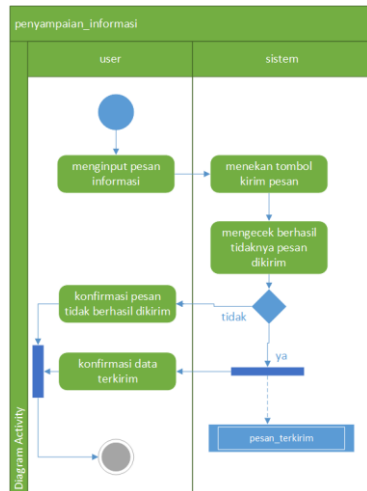 penyampaian_informasi
user
sistem
menginput pesan
informasi
menekan tombol
kirim pesan
mengecek berhasil
tidaknya pesan
dikirim
konfirmasi pesan
tidak berhasil dikirim
tidak
ya
konfirmasi data
terkirim
pesan_terkirim
Diagram Activity